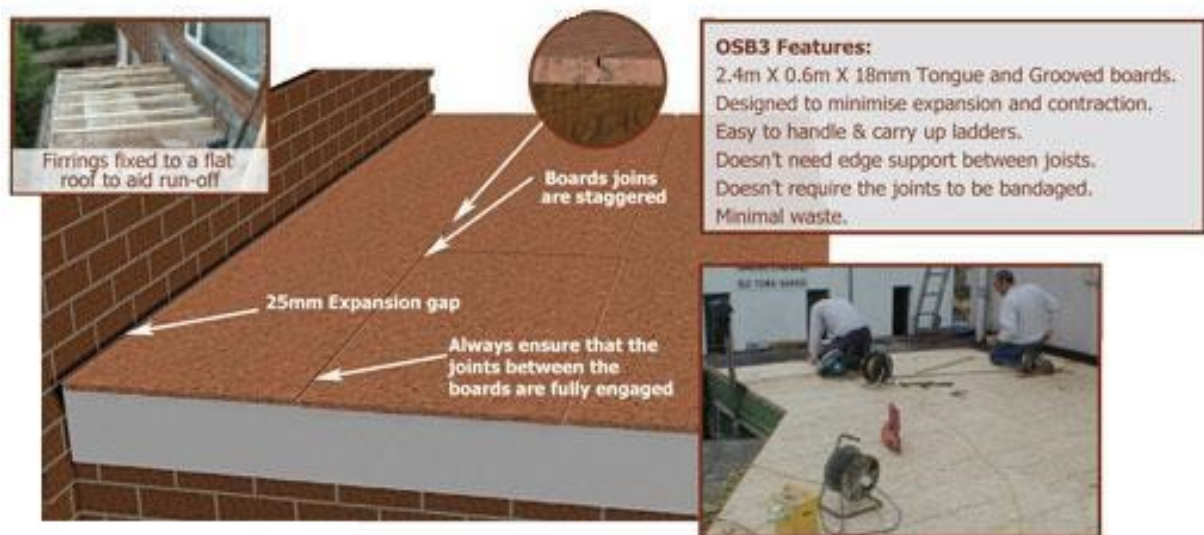 Firrings fixed to a flat
roof to aid run-off
Boards joins
are staggered
25mm Expansion gap
Always ensure that the
joints between the
boards are fully engaged
OSB3 Features:
2.4m X 0.6m X 18mm Tongue and Grooved boards.
Designed to minimise expansion and contraction.
Easy to handle & carry up ladders.
Doesn't need edge support between joists.
Doesn't require the joints to be bandaged.
Minimal waste.